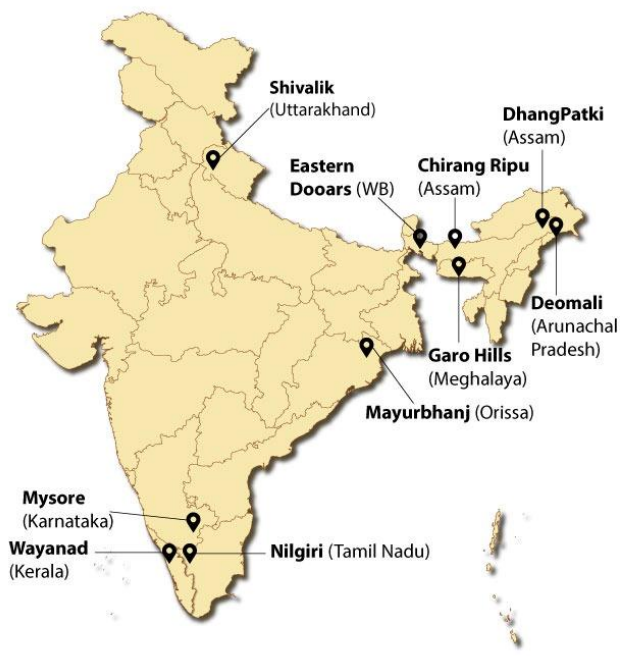 Shivalik
(Uttarakhand)
DhangPatki
(Assam)
Eastern
Dooars (WB)
Chirang Ripu
(Assam)
Deomali
(Arunachal
Pradesh)
Garo Hills
(Meghalaya)
Mayurbhanj (Orissa)
Mysore
(Karnataka)
Wayanad
(Kerala)
Nilgiri (Tamil Nadu)